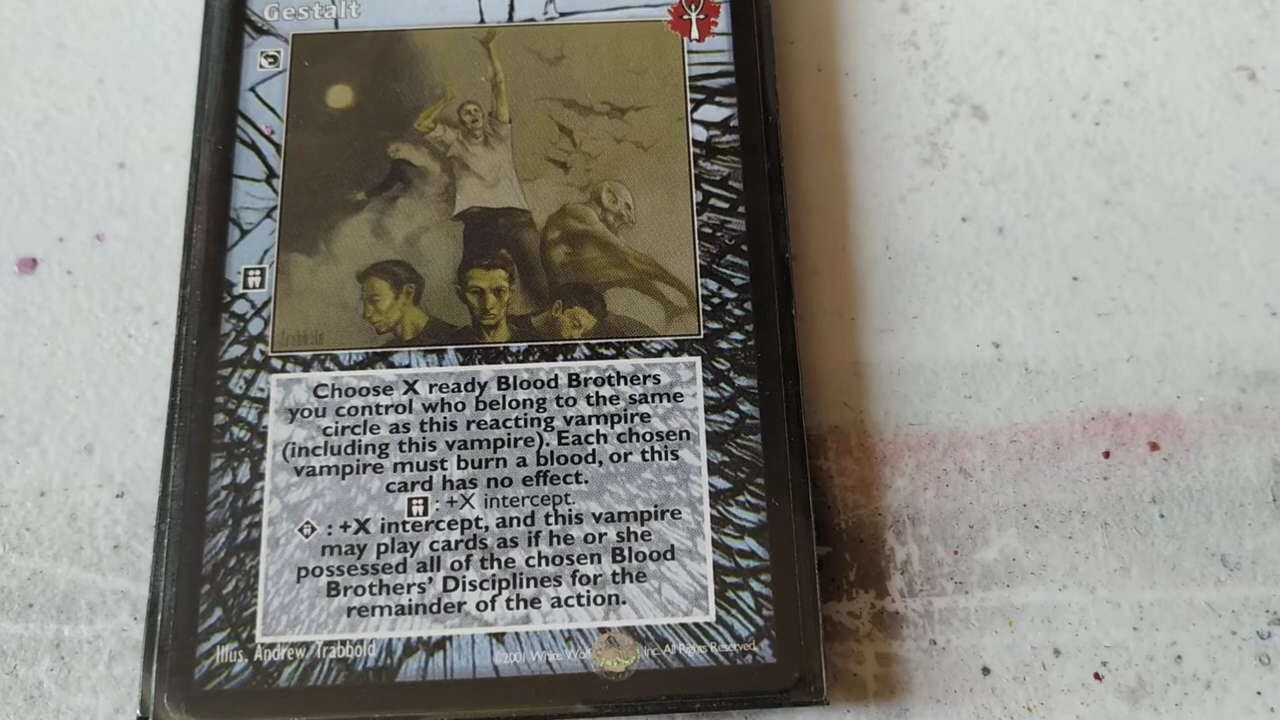 Gestalt
Trabbold
Choose X ready Blood Brothers
you control who belong to the same
circle as this reacting vampire
(including this vampire). Each chosen
vampire must burn a blood, or this
card has no effect.
: +X intercept.
: +X intercept, and this vampire
may play cards as if he or she
possessed all of the chosen Blood
Brothers' Disciplines for the
remainder of the action.
Illus. Andrew Trabbold
©2001 White Wolf Inc. All Rights Reserved.